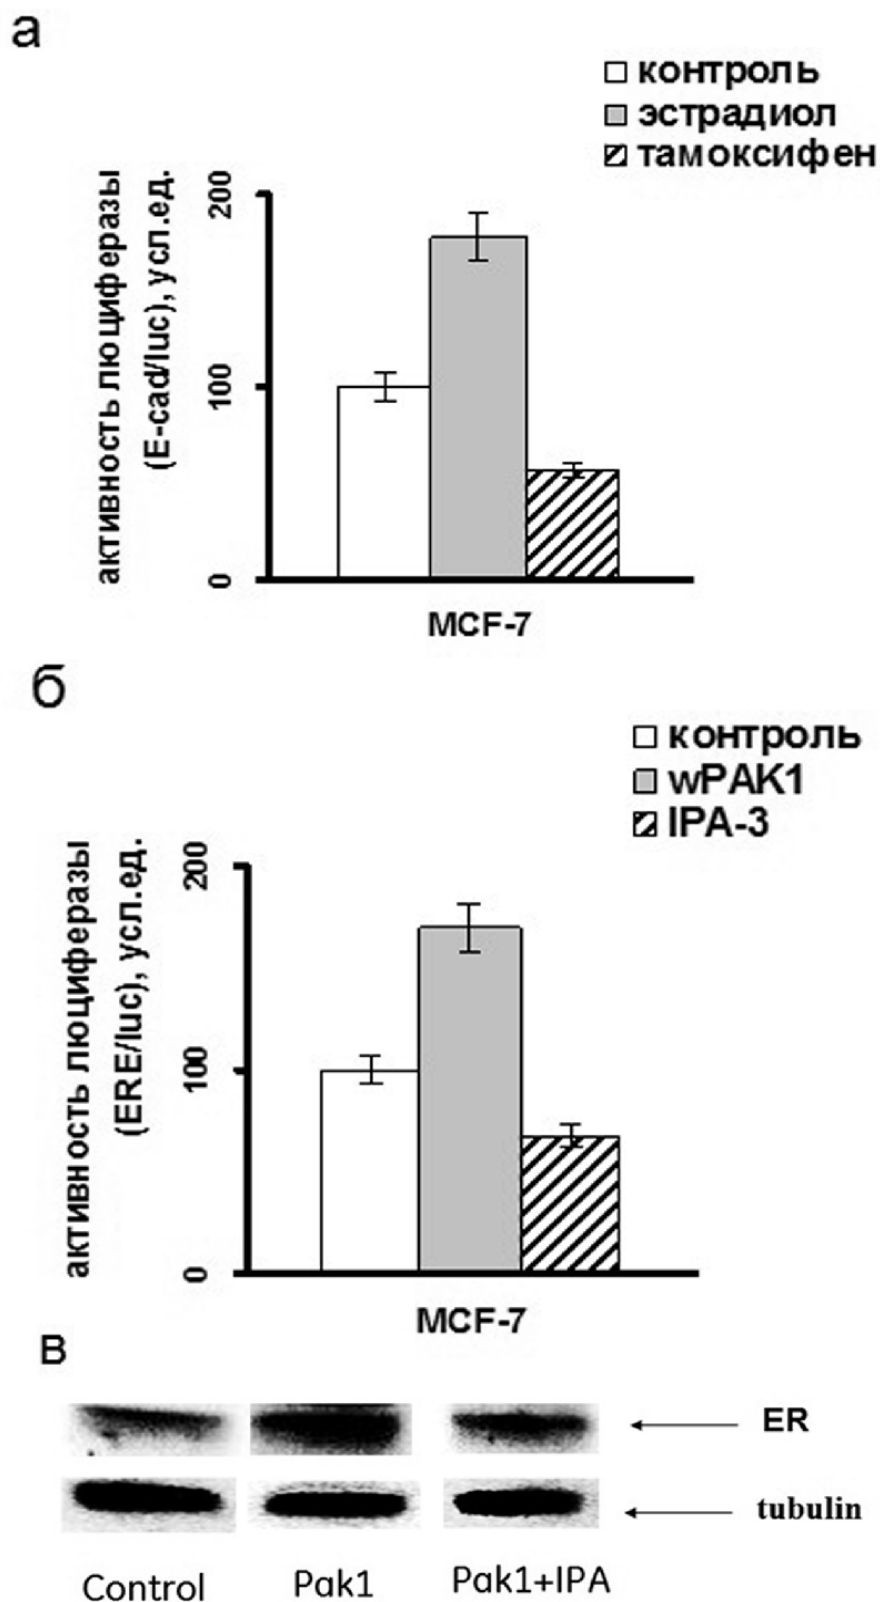 а
контроль
эстрадиол
тамоксифен
активность люциферазы
(E-cad/luc), усл.ед.
200
100
0
MCF-7
б
контроль
wPAK1
IPA-3
активность люциферазы
(ERE/luc), усл.ед.
200
100
0
MCF-7
В
ER
tubulin
Control Pak1 Pak1+IPA